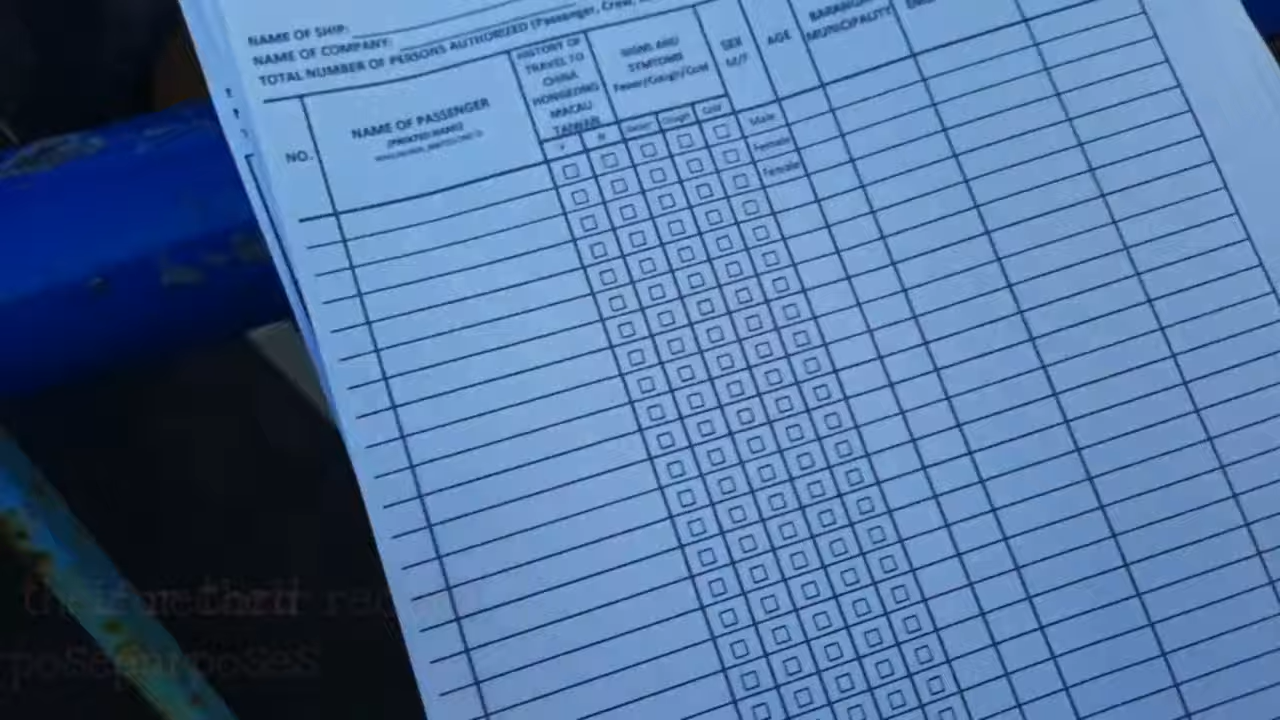 NAME OF SHIP:
NAME OF COMPANY:
TOTAL NUMBER OF PERSONS AUTHORIZED (Passenger, Crew,
NO.
NAME OF PASSENGER
(PRINTED NAME)
HISTORY OF
TRAVEL TO
CHINA
HONGKONG
MACAU
TAIWAN
SIGNS AND
SYMTOMS
Fever/Cough/Cold
SEX
M/F
AGE
MUNICIPALITY
Y
N
Cough
Cold
Male
Female
Female